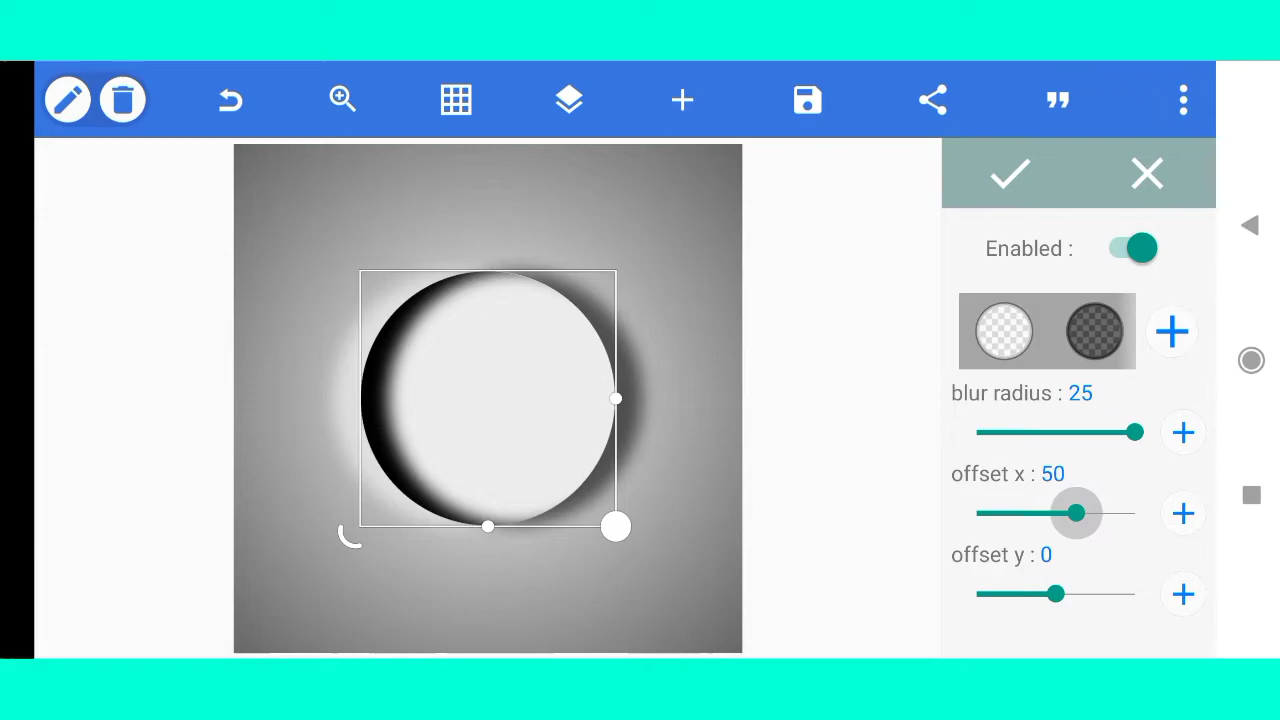 Enabled :
blur radius : 25
offset x : 50
offset y : 0